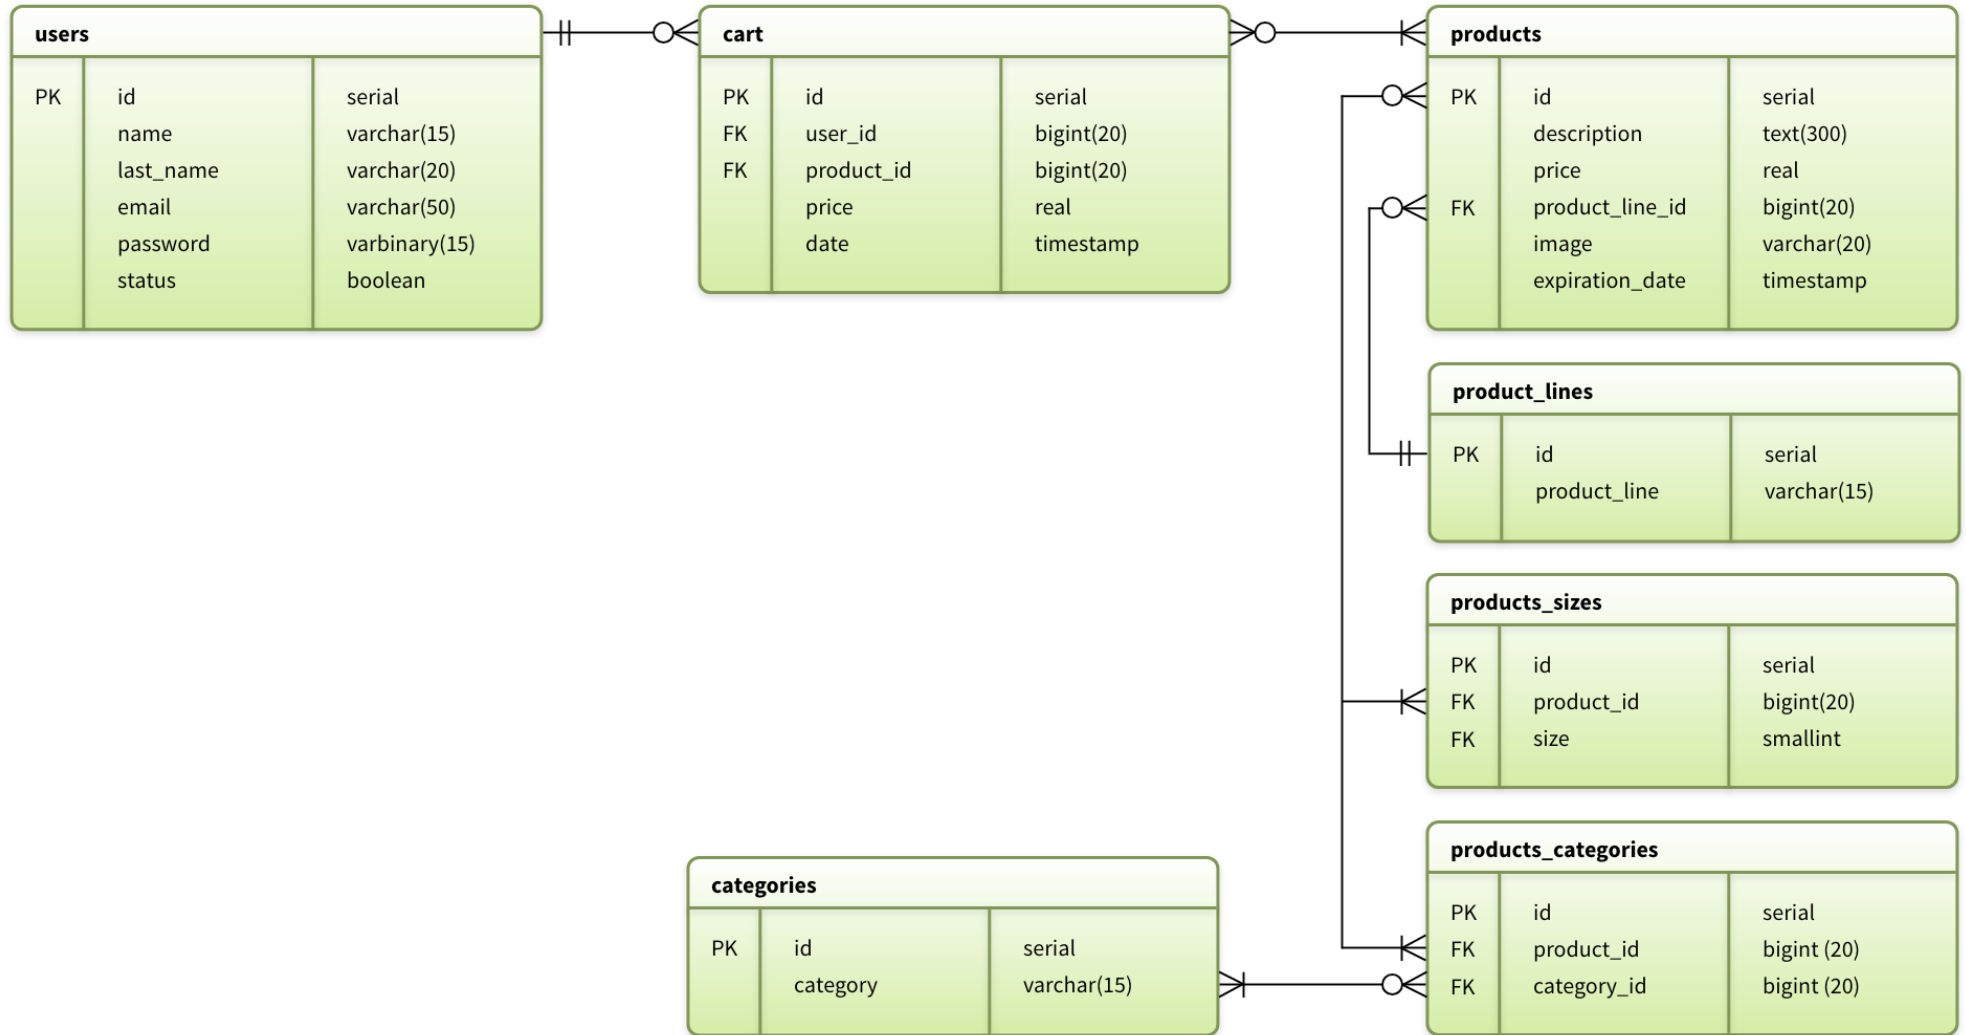 users
PK id serial
name varchar(15)
last_name varchar(20)
email varchar(50)
password varbinary(15)
status boolean
cart
PK id serial
FK user_id bigint(20)
FK product_id bigint(20)
price real
date timestamp
products
PK id serial
description text(300)
price real
FK product_line_id bigint(20)
image varchar(20)
expiration_date timestamp
product_lines
PK id serial
product_line varchar(15)
products_sizes
PK id serial
FK product_id bigint(20)
FK size smallint
categories
PK id serial
category varchar(15)
products_categories
PK id serial
FK product_id bigint (20)
FK category_id bigint (20)